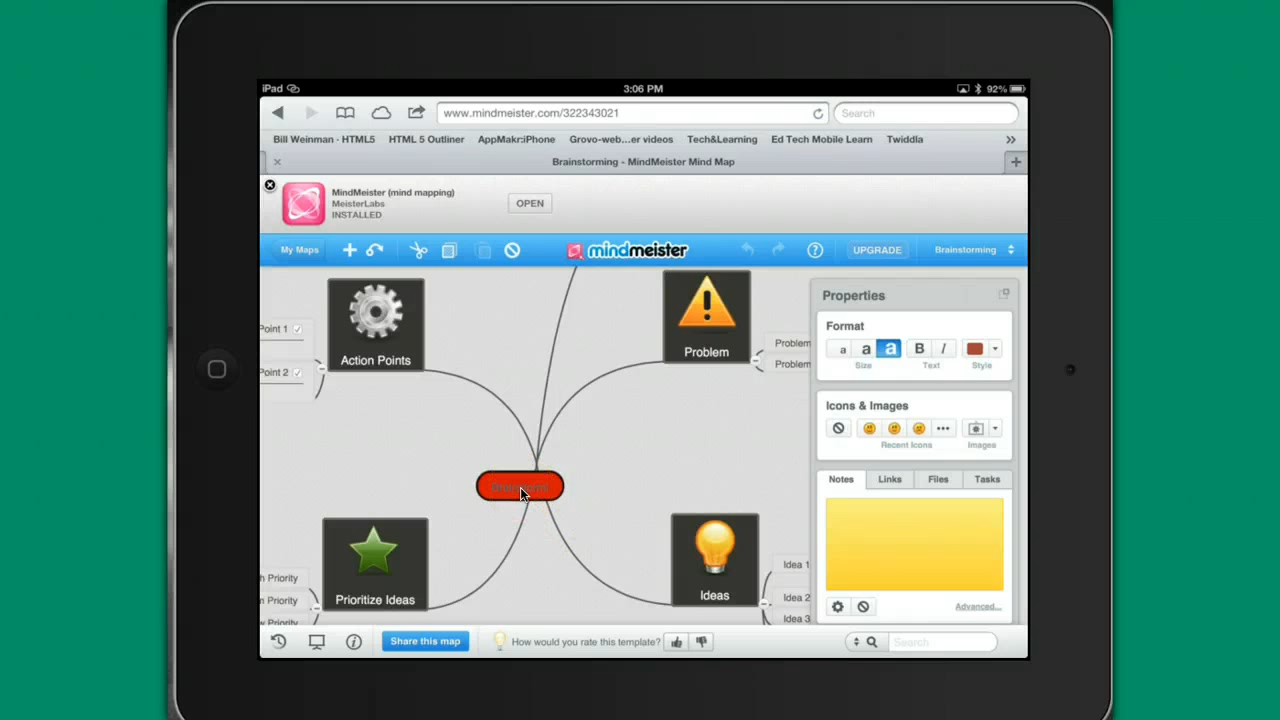 iPad 3:06 PM 92%
www.mindmeister.com/322343021 Search
Bill Weinman - HTML5 HTML 5 Outliner AppMakr:iPhone Grovo-web...er videos Tech&Learning Ed Tech Mobile Learn Twiddla
Brainstorming - MindMeister Mind Map
MindMeister (mind mapping)
MeisterLabs
INSTALLED
OPEN
My Maps mindmeister UPGRADE Brainstorming
Action Points
Point 1
Point 2
Problem
Problem
Problem
Prioritize Ideas
h Priority
m Priority
w Priority
Ideas
Idea 1
Idea 2
Idea 3
Properties
Format
a a a B I
Size Text Style
Icons & Images
Recent Icons Images
Notes Links Files Tasks
Advanced...
Share this map How would you rate this template? Search